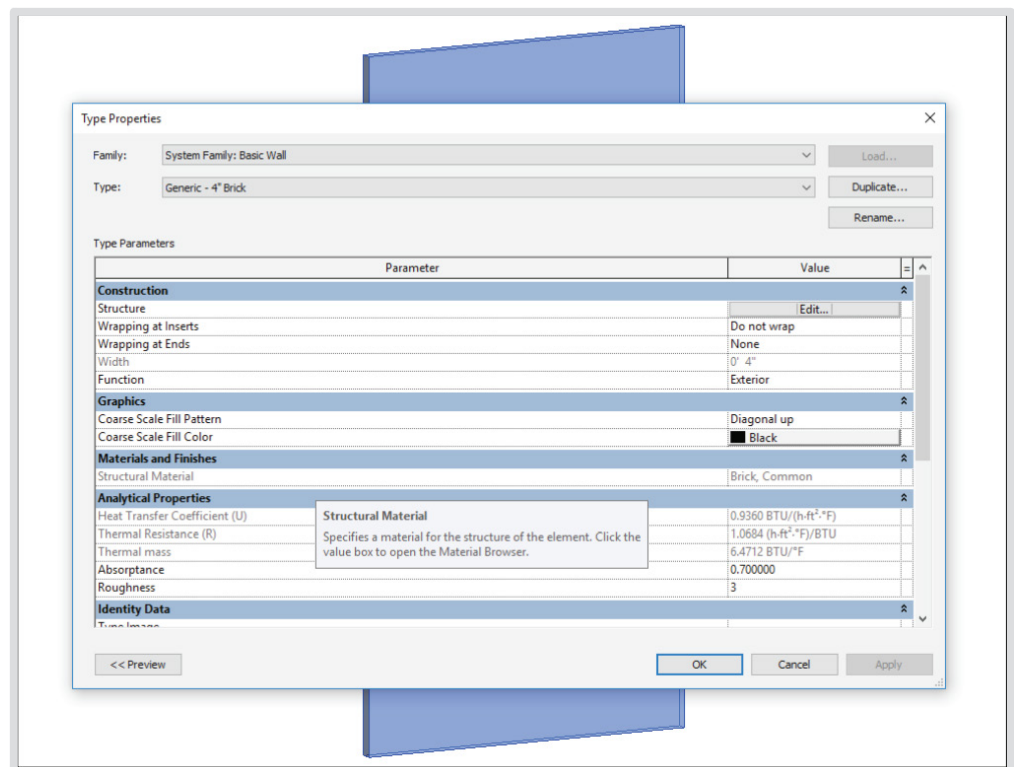 Type Properties
Family: System Family: Basic Wall Load...
Type: Generic - 4" Brick Duplicate...
Rename...
Type Parameters
Parameter Value =
Construction
Structure Edit...
Wrapping at Inserts Do not wrap
Wrapping at Ends None
Width 0' 4"
Function Exterior
Graphics
Coarse Scale Fill Pattern Diagonal up
Coarse Scale Fill Color Black
Materials and Finishes
Structural Material Brick, Common
Analytical Properties
Heat Transfer Coefficient (U) 0.9360 BTU/(h·ft²·°F)
Thermal Resistance (R) 1.0684 (h·ft²·°F)/BTU
Thermal mass 6.4712 BTU/°F
Absorptance 0.700000
Roughness 3
Structural Material
Specifies a material for the structure of the element. Click the
value box to open the Material Browser.
Identity Data
Type Image
<< Preview OK Cancel Apply